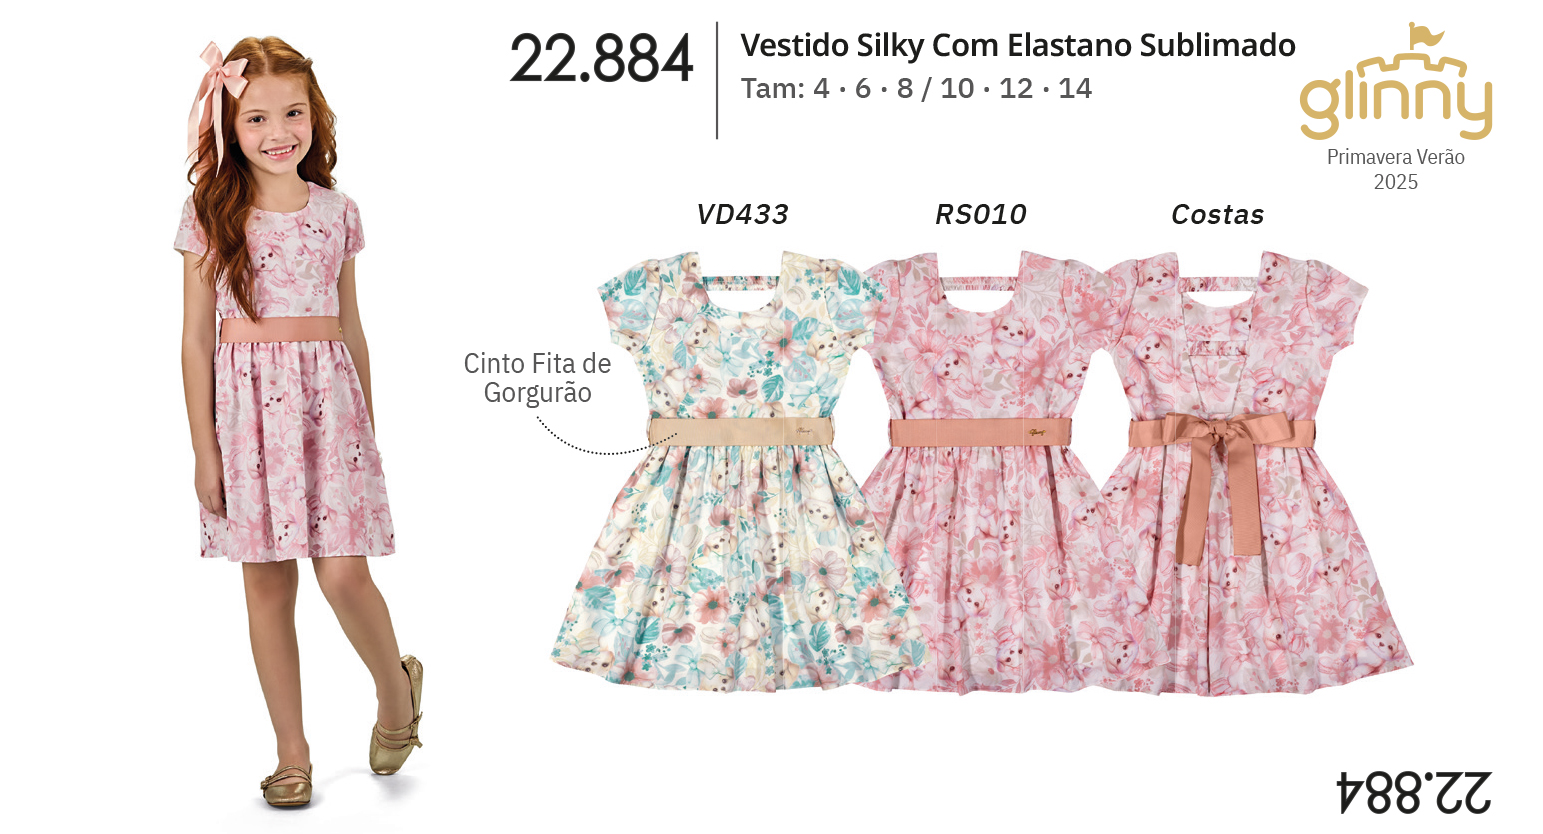 22.884
Vestido Silky Com Elastano Sublimado
Tam: 4 · 6 · 8 / 10 · 12 · 14
glinny
Primavera Verão
2025
VD433
RS010
Costas
Cinto Fita de
Gorgurão
22.884